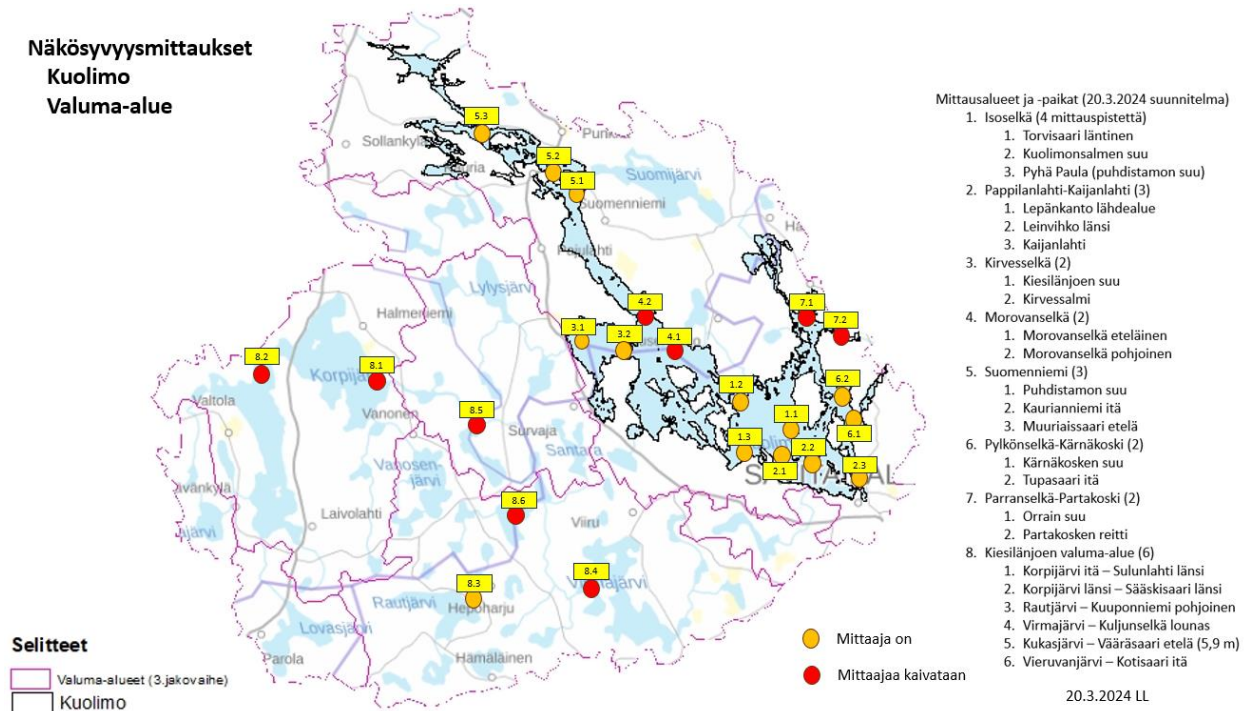 Näkösyvyysmittaukset
Kuolimo
Valuma-alue
Mittausalueet ja -paikat (20.3.2024 suunnitelma)
1. Isoselkä (4 mittauspistettä)
1. Torvisaari läntinen
2. Kuolimonsalmen suu
3. Pyhä Paula (puhdistamon suu)
2. Pappilanlahti-Kaijanlahti (3)
1. Lepänkanto lähdealue
2. Leinvihko länsi
3. Kaijanlahti
3. Kirvesselkä (2)
1. Kiesilänjoen suu
2. Kirvessalmi
4. Morovanselkä (2)
1. Morovanselkä eteläinen
2. Morovanselkä pohjoinen
5. Suomenniemi (3)
1. Puhdistamon suu
2. Kaurianniemi itä
3. Muuriaissaari etelä
6. Pylkönselkä-Kärnäkoski (2)
1. Kärnäkosken suu
2. Tupasaari itä
7. Parranselkä-Partakoski (2)
1. Orrain suu
2. Partakosken reitti
8. Kiesilänjoen valuma-alue (6)
1. Korpijärvi itä – Sulunlahti länsi
2. Korpijärvi länsi – Sääskisaari länsi
3. Rautjärvi – Kuuponniemi pohjoinen
4. Virmajärvi – Kuljunselkä lounas
5. Kukasjärvi – Vääräsaari etelä (5,9 m)
6. Vieruvanjärvi – Kotisaari itä
20.3.2024 LL
5.3
Sollankylä
5.2
5.1
Suomijärvi
Suomenniemi
Pajulahti
Lylysjärv
Halmeniemi
4.2
7.1
7.2
3.1
3.2
4.1
8.2
8.1
Korpijä
Valtola
Vanonen
8.5
Survaja
Santara
1.2
6.2
1.1
6.1
1.3
2.2
2.1
2.3
Vanosen-
järvi
ivänkylä
ajärvi
Laivolahti
8.6
Viiru
8.3
8.4
Rautjärvi
Hepoharju
Lovasjärvi
Parola
Hämäläinen
Mittaaja on
Mittaajaa kaivataan
Selitteet
Valuma-alueet (3.jakovaihe)
Kuolimo